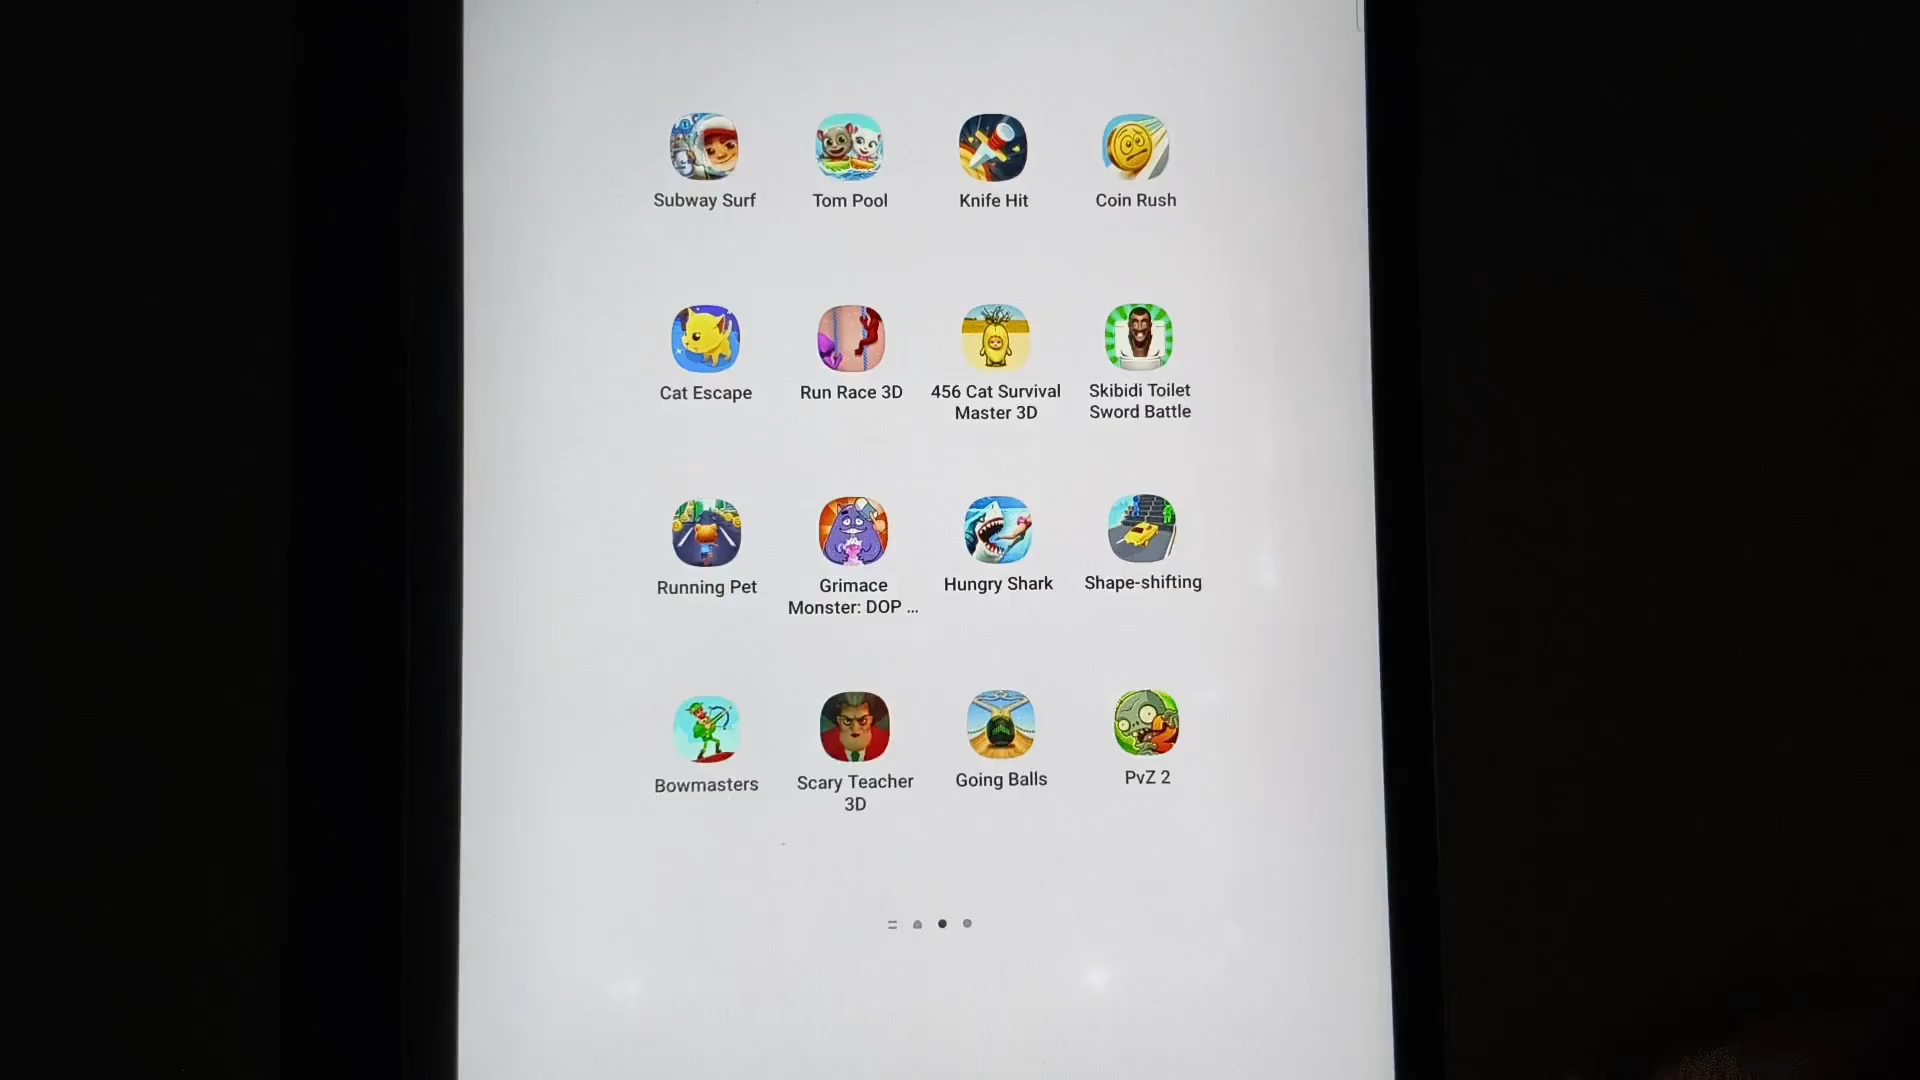 Subway Surf
Tom Pool
Knife Hit
Coin Rush
Cat Escape
Run Race 3D
456 Cat Survival
Master 3D
Skibidi Toilet
Sword Battle
Running Pet
Grimace
Monster: DOP ...
Hungry Shark
Shape-shifting
Bowmasters
Scary Teacher
3D
Going Balls
PvZ 2